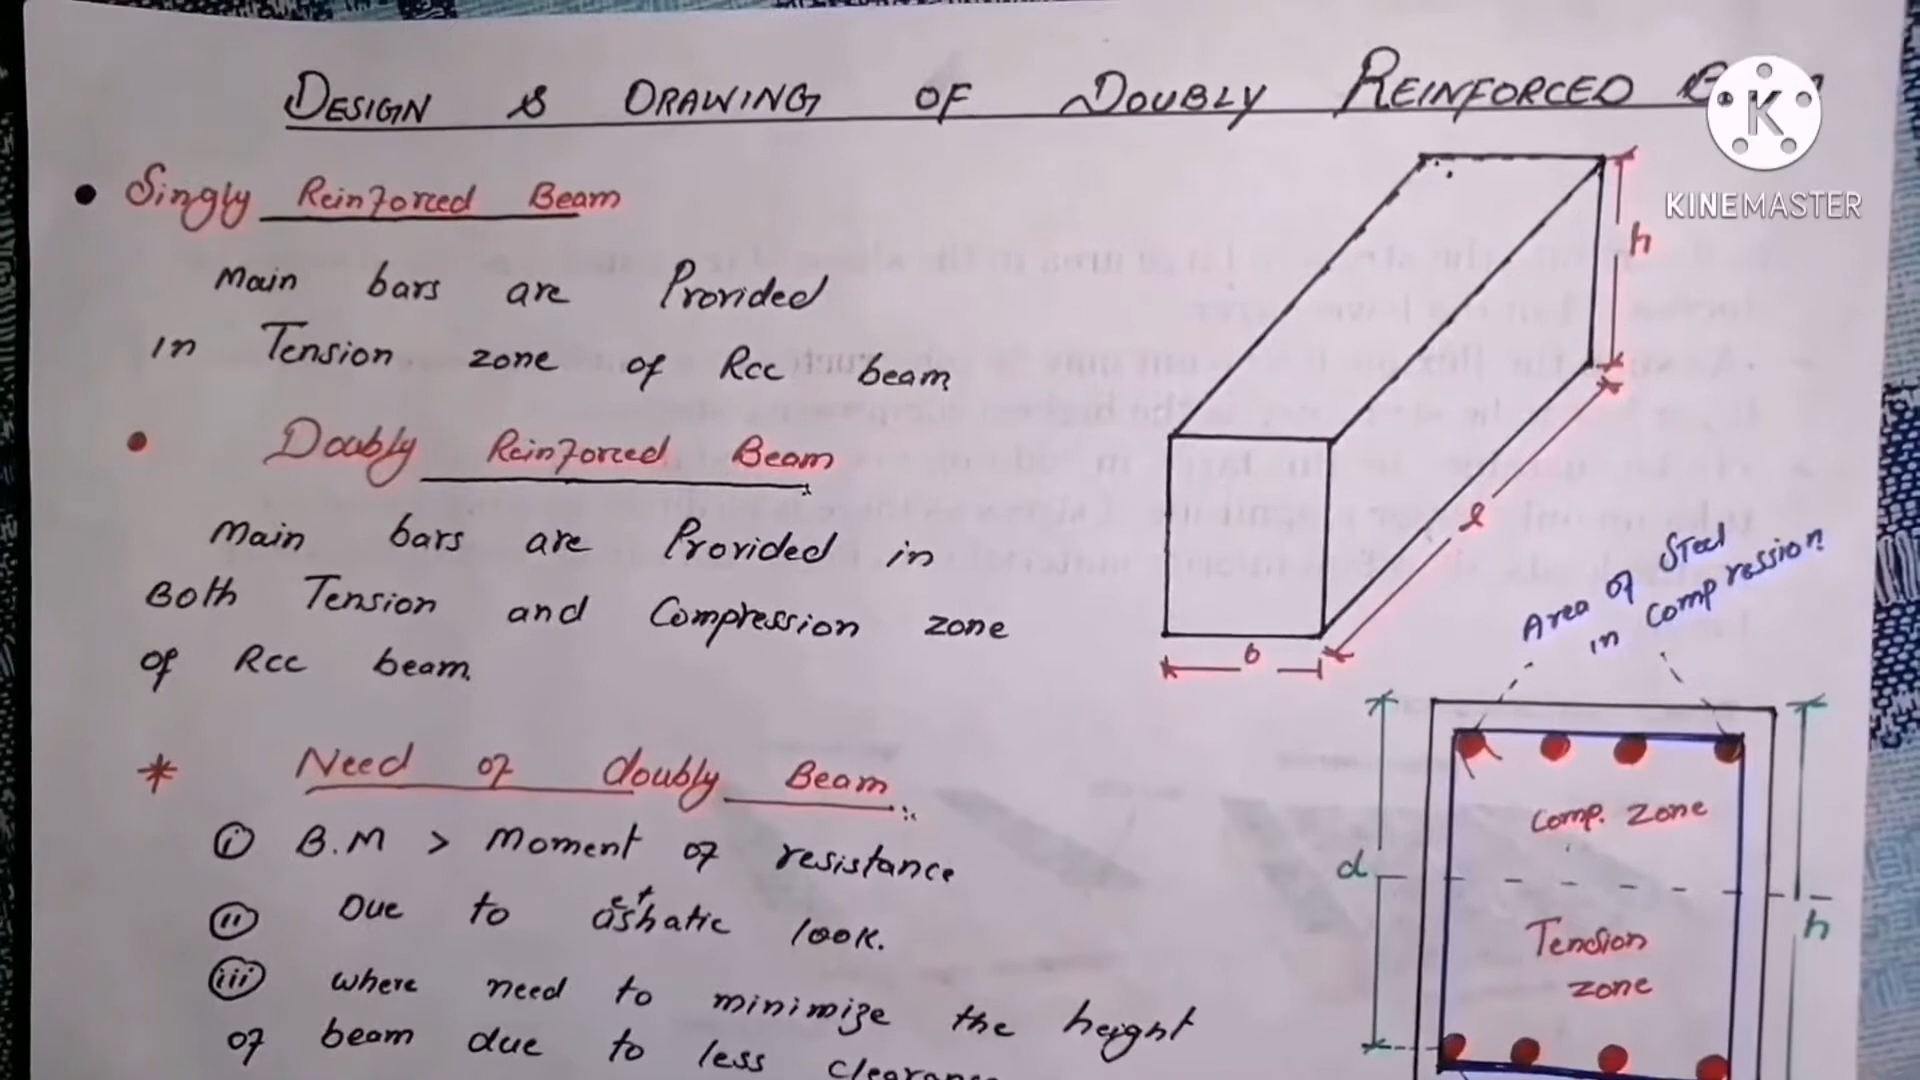 DESIGN & DRAWING OF DOUBLY REINFORCED
KINEMASTER
• Singly Reinforced Beam
Main bars are Provided
in Tension zone of Rcc beam
• Doubly Reinforced Beam
Main bars are Provided in
Both Tension and Compression zone
of Rcc beam.
* Need of doubly Beam :
(i) B.M > Moment of resistance
(ii) Due to look.
(iii) where need to minimize the height
of beam due to less
h
l
b
Area of Steel
in Compression
Comp. Zone
d
h
Tension
zone